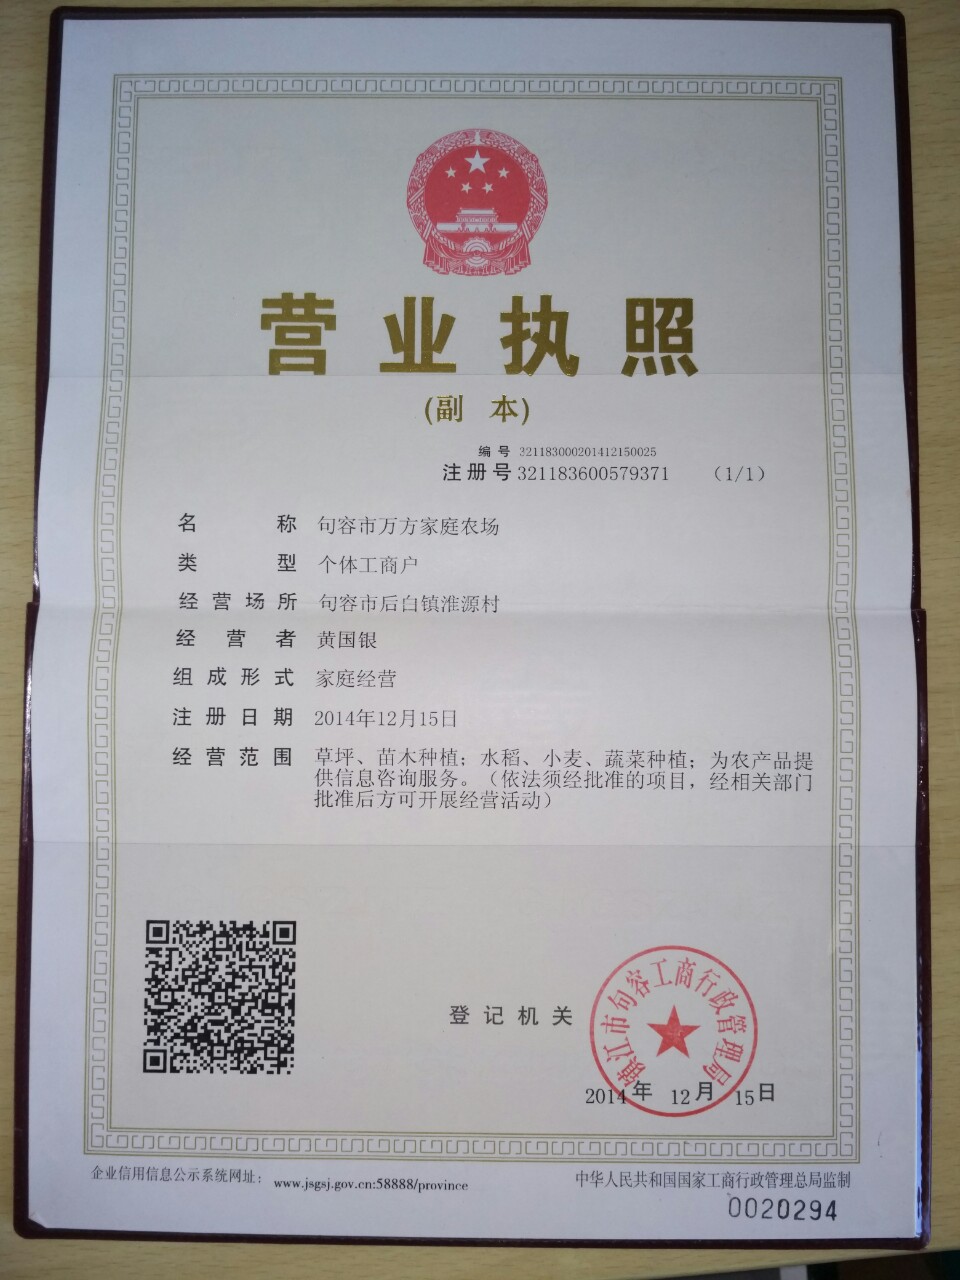 营业执照
(副 本)
编号 321183000201412150025
注册号 321183600579371 (1/1)
名称 句容市万方家庭农场
类型 个体工商户
经营场所 句容市后白镇淮源村
经营者 黄国银
组成形式 家庭经营
注册日期 2014年12月15日
经营范围 草坪、苗木种植；水稻、小麦、蔬菜种植；为农产品提
供信息咨询服务。（依法须经批准的项目，经相关部门
批准后方可开展经营活动）
登记机关
镇江市句容工商行政管理局
2014年 12月 15日
企业信用信息公示系统网址： www.jsgsj.gov.cn:58888/province
中华人民共和国国家工商行政管理总局监制
0020294